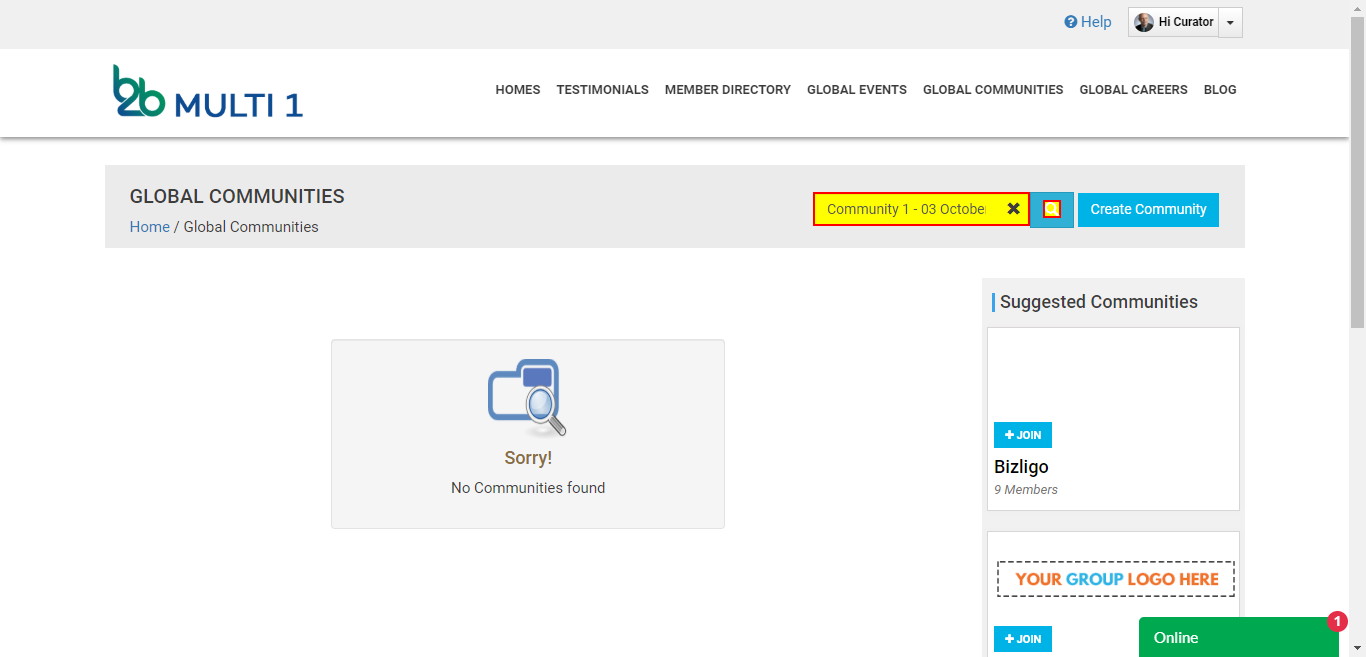 Help
Hi Curator
b2b MULTI 1
HOMES TESTIMONIALS MEMBER DIRECTORY GLOBAL EVENTS GLOBAL COMMUNITIES GLOBAL CAREERS BLOG
GLOBAL COMMUNITIES
Home / Global Communities
Community 1 - 03 Octobe
Create Community
Sorry!
No Communities found
Suggested Communities
JOIN
Bizligo
9 Members
YOUR GROUP LOGO HERE
JOIN
Online
1